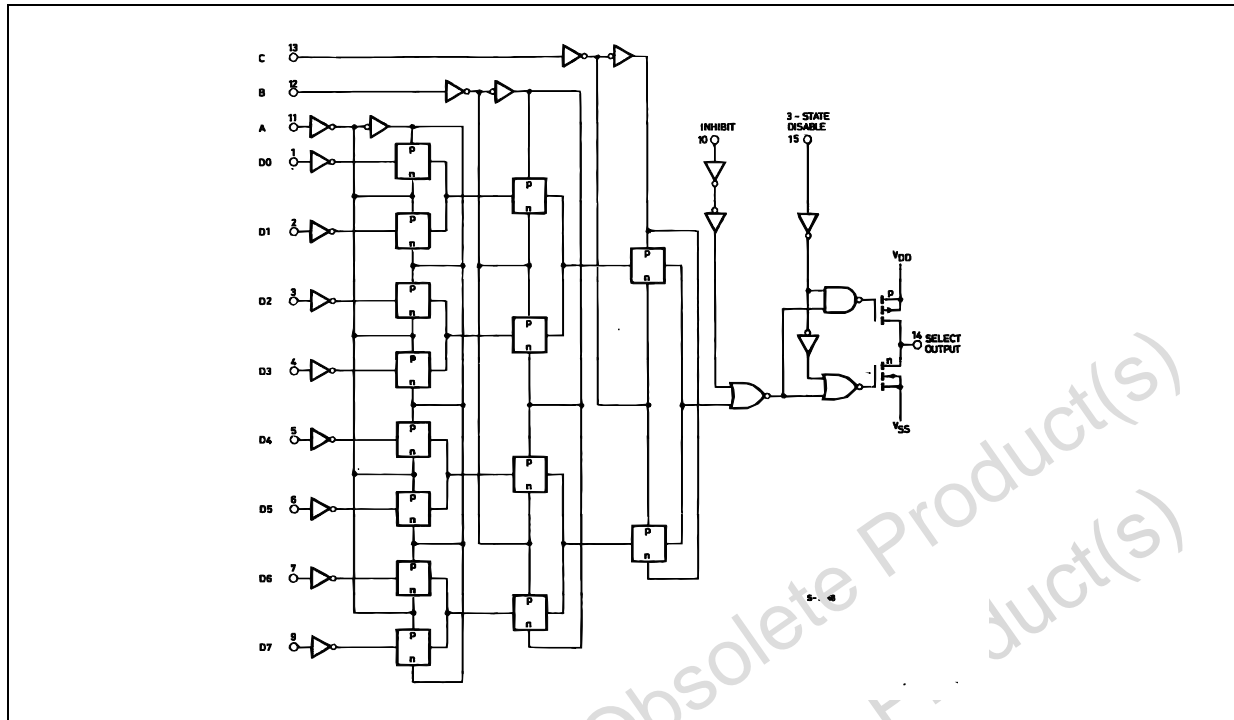 C 13
B 12
A 11
D0 1
D1 2
D2 3
D3 4
D4 5
D5 6
D6 7
D7 9
p
n
p
n
p
n
p
n
p
n
p
n
p
n
p
n
p
n
p
n
p
n
p
n
p
n
p
n
INHIBIT
10
3 - STATE
DISABLE
15
VDD
p
14 SELECT
OUTPUT
n
VSS
Obsolete Product(s)